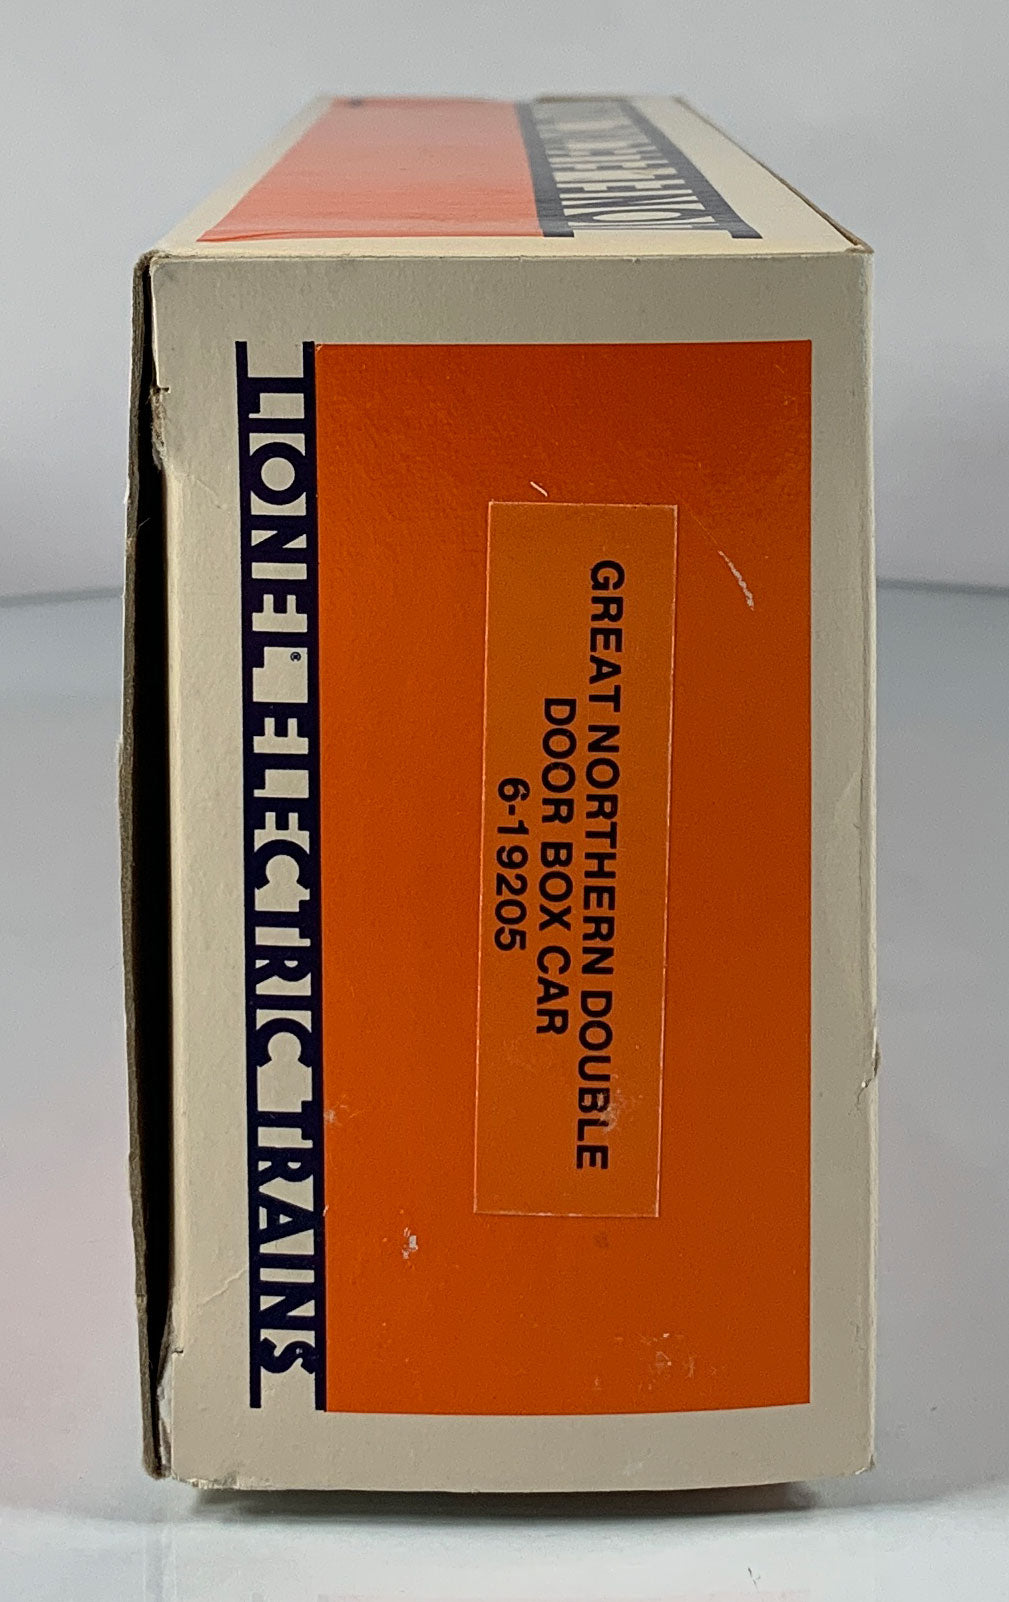 LIONEL® ELECTRIC TRAINS
GREAT NORTHERN DOUBLE
DOOR BOX CAR
6-19205